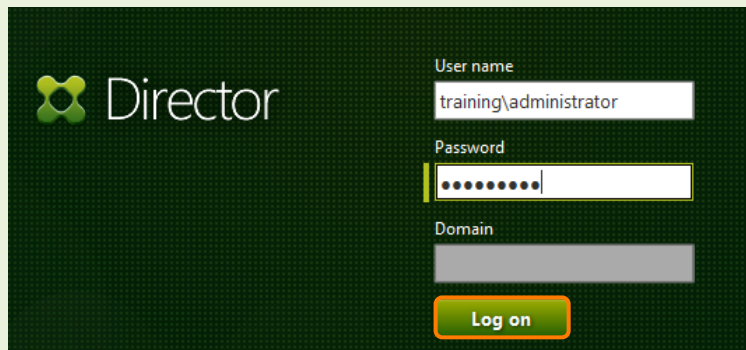 Director
User name
training\administrator
Password
•••••••••
Domain
Log on